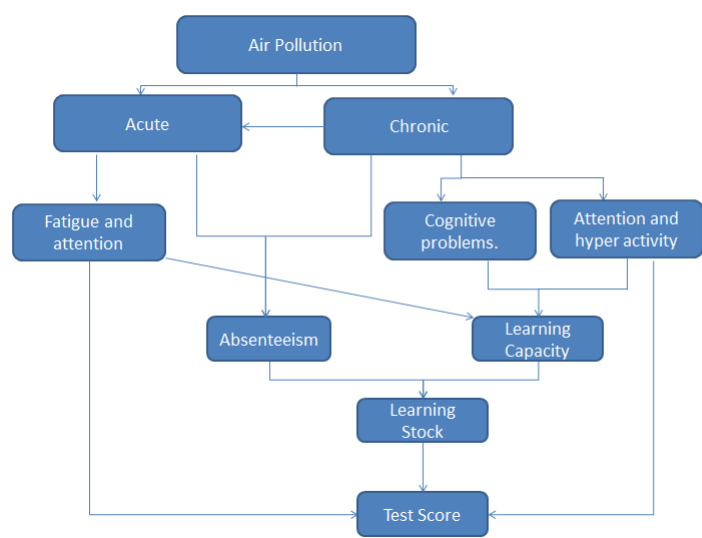 Air Pollution
Acute
Chronic
Fatigue and
attention
Cognitive
problems.
Attention and
hyper activity
Absenteeism
Learning
Capacity
Learning
Stock
Test Score